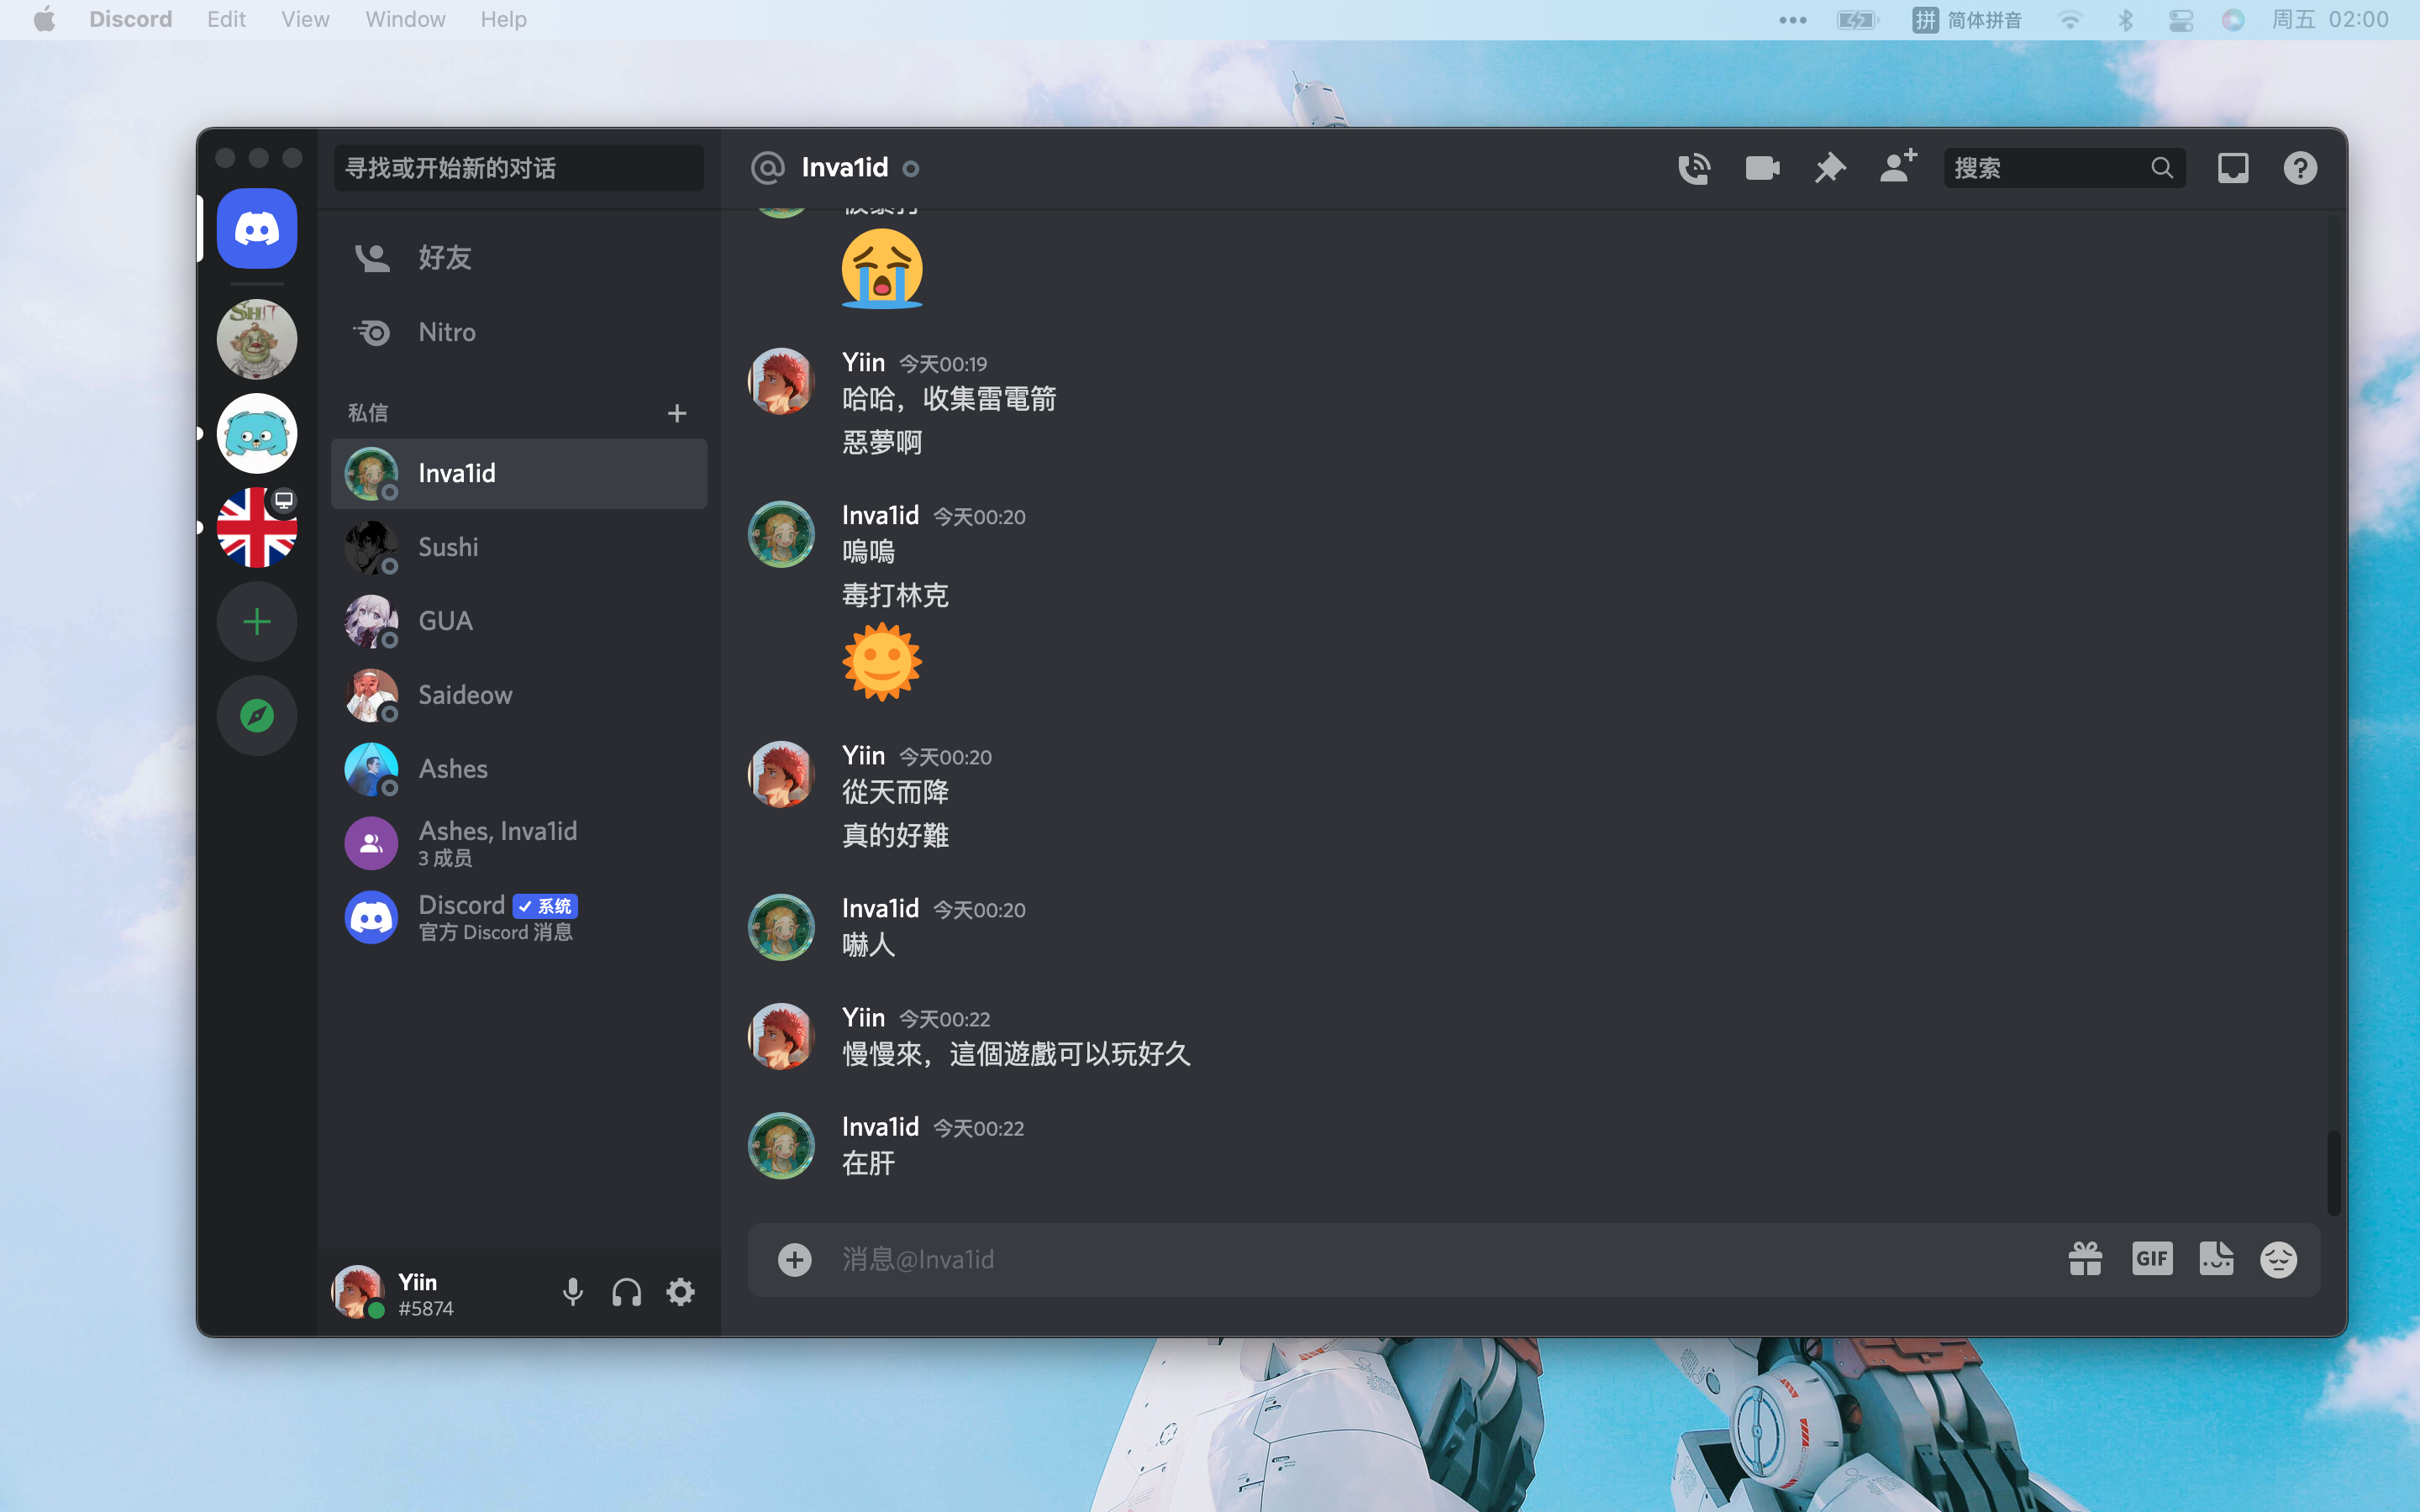 Discord Edit View Window Help
拼 简体拼音 周五 02:00
寻找或开始新的对话
Inva1id
搜索
SHIT
好友
Nitro
私信
Inva1id
Sushi
GUA
Saideow
Ashes
Ashes, Inva1id
3 成员
Discord 系统
官方 Discord 消息
Yiin
#5874
Yiin 今天00:19
哈哈，收集雷電箭
惡夢啊
Inva1id 今天00:20
嗚嗚
毒打林克
Yiin 今天00:20
從天而降
真的好難
Inva1id 今天00:20
嚇人
Yiin 今天00:22
慢慢來，這個遊戲可以玩好久
Inva1id 今天00:22
在肝
消息@Inva1id
GIF